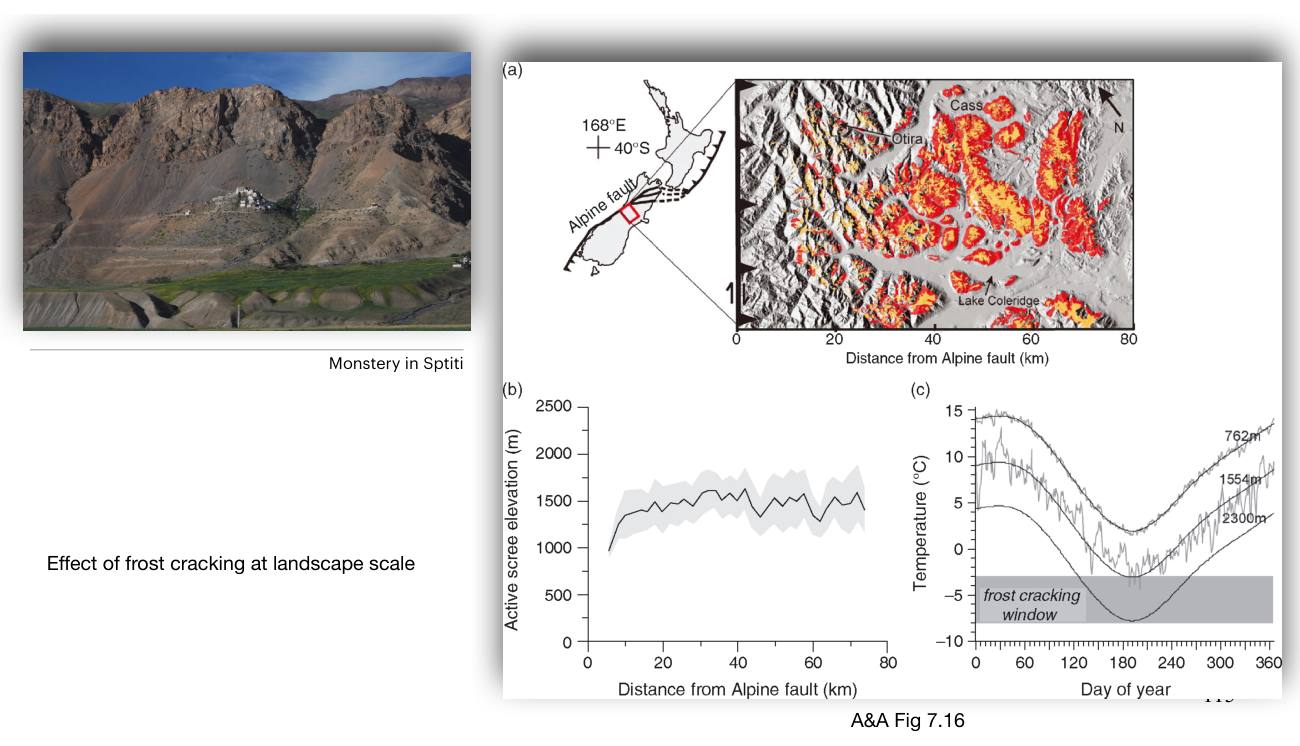 Monstery in Sptiti
Effect of frost cracking at landscape scale
(a)
168°E
40°S
Alpine fault
Cass
Otira
Lake Coleridge
N
0 20 40 60 80
Distance from Alpine fault (km)
(b)
Active scree elevation (m)
2500
2000
1500
1000
500
0
0 20 40 60 80
Distance from Alpine fault (km)
(c)
Temperature (°C)
15
10
5
0
–5
–10
762m
1554m
2300m
frost cracking
window
0 60 120 180 240 300 360
Day of year
A&A Fig 7.16